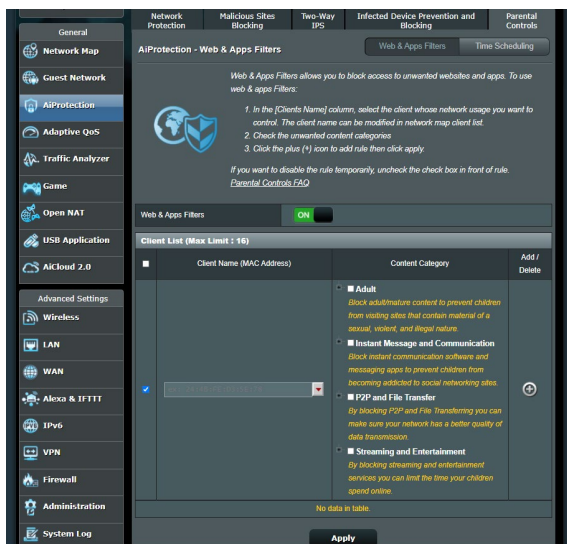 General
Network Map
Guest Network
AiProtection
Adaptive QoS
Traffic Analyzer
Game
Open NAT
USB Application
AiCloud 2.0
Advanced Settings
Wireless
LAN
WAN
Alexa & IFTTT
IPv6
VPN
Firewall
Administration
System Log
Network
Protection
Malicious Sites
Blocking
Two-Way
IPS
Infected Device Prevention and
Blocking
Parental
Controls
AiProtection - Web & Apps Filters
Web & Apps Filters
Time Scheduling
Web & Apps Filters allows you to block access to unwanted websites and apps. To use
web & apps Filters:
1. In the [Clients Name] column, select the client whose network usage you want to
control. The client name can be modified in network map client list.
2. Check the unwanted content categories
3. Click the plus (+) icon to add rule then click apply.
If you want to disable the rule temporarily, uncheck the check box in front of rule.
Parental Controls FAQ
Web & Apps Filters
ON
Client List (Max Limit : 16)
Client Name (MAC Address)
Content Category
Add /
Delete
Adult
Block adult/mature content to prevent children
from visiting sites that contain material of a
sexual, violent, and illegal nature.
Instant Message and Communication
Block instant communication software and
messaging apps to prevent children from
becoming addicted to social networking sites.
P2P and File Transfer
By blocking P2P and File Transferring you can
make sure your network has a better quality of
data transmission.
Streaming and Entertainment
By blocking streaming and entertainment
services you can limit the time your children
spend online.
No data in table.
Apply